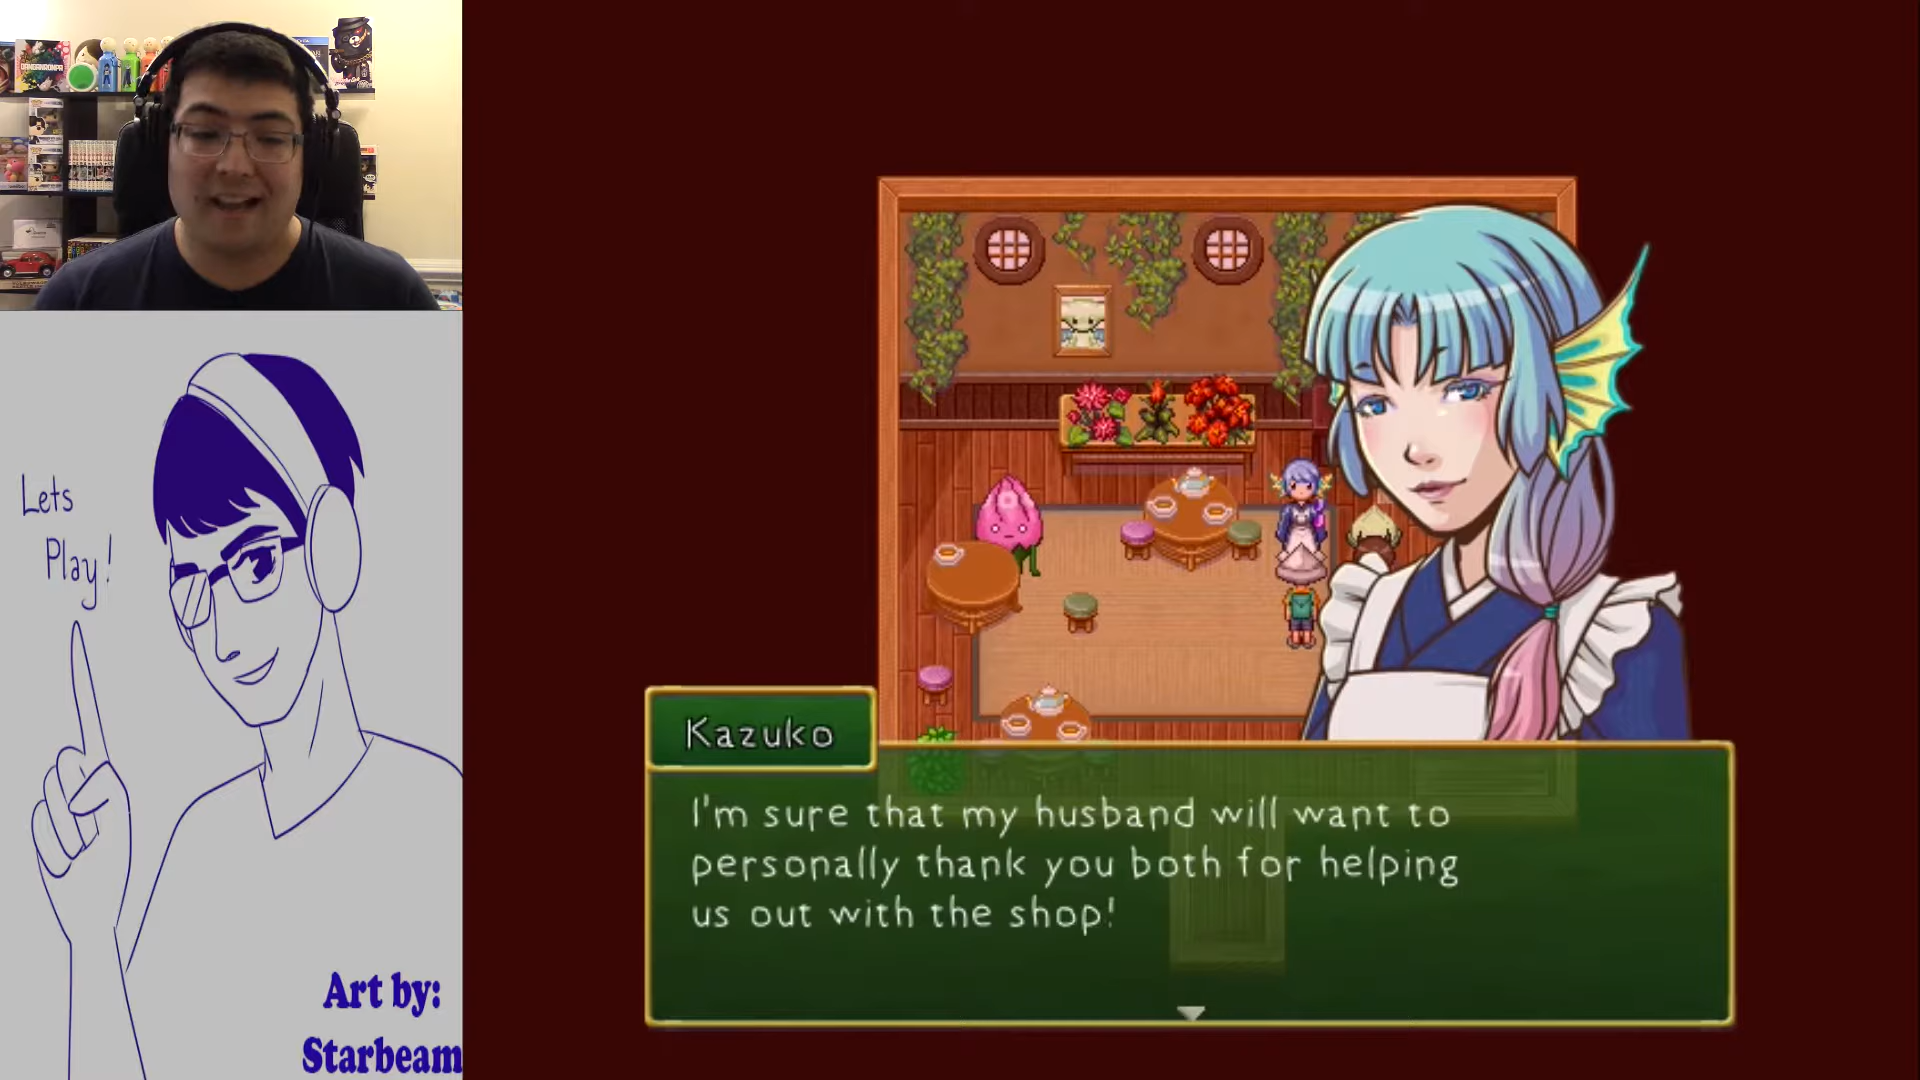 DANGANRONPA
Lets
Play!
Art by:
Starbeam
Kazuko
I'm sure that my husband will want to
personally thank you both for helping
us out with the shop!